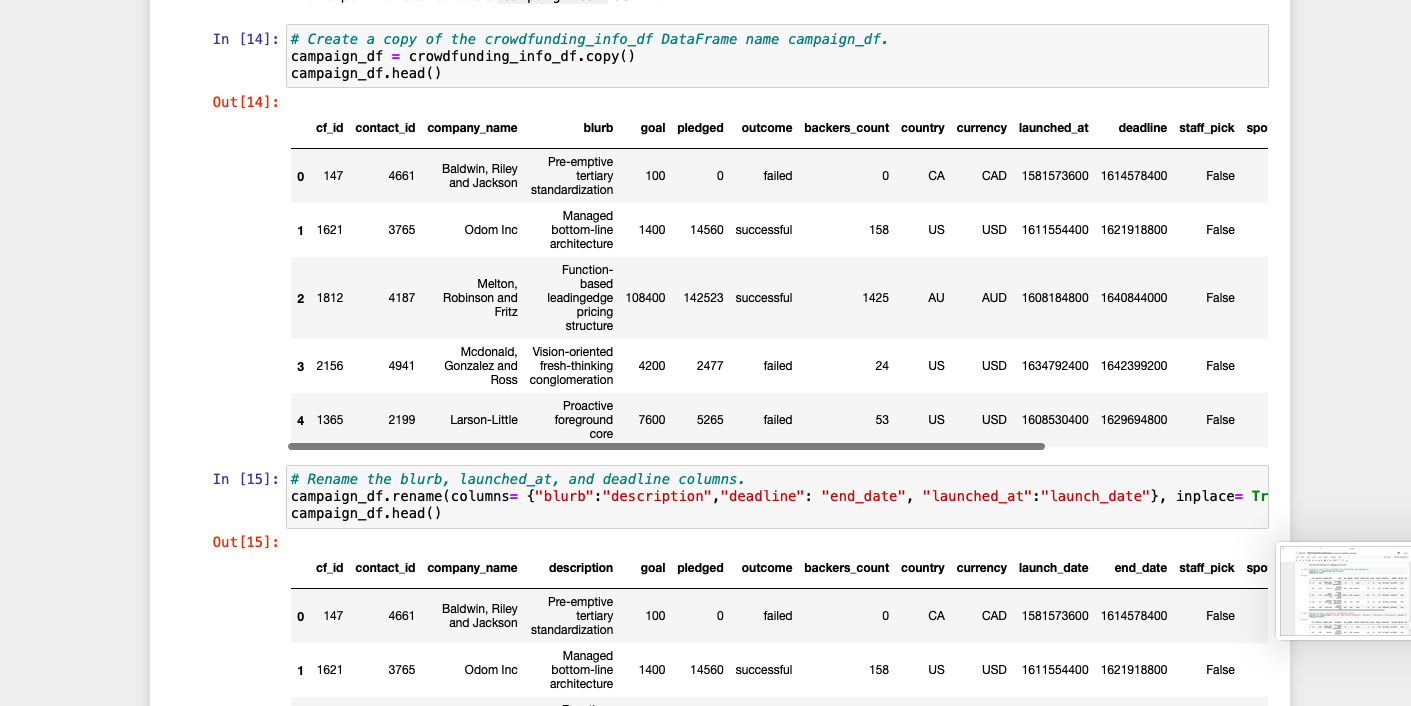 In [14]: # Create a copy of the crowdfunding_info_df DataFrame name campaign_df.
campaign_df = crowdfunding_info_df.copy()
campaign_df.head()
Out[14]:
cf_id contact_id company_name blurb goal pledged outcome backers_count country currency launched_at deadline staff_pick spo
0 147 4661 Baldwin, Riley and Jackson Pre-emptive tertiary standardization 100 0 failed 0 CA CAD 1581573600 1614578400 False
1 1621 3765 Odom Inc Managed bottom-line architecture 1400 14560 successful 158 US USD 1611554400 1621918800 False
2 1812 4187 Melton, Robinson and Fritz Function-based leadingedge pricing structure 108400 142523 successful 1425 AU AUD 1608184800 1640844000 False
3 2156 4941 Mcdonald, Gonzalez and Ross Vision-oriented fresh-thinking conglomeration 4200 2477 failed 24 US USD 1634792400 1642399200 False
4 1365 2199 Larson-Little Proactive foreground core 7600 5265 failed 53 US USD 1608530400 1629694800 False
In [15]: # Rename the blurb, launched_at, and deadline columns.
campaign_df.rename(columns= {"blurb":"description","deadline": "end_date", "launched_at":"launch_date"}, inplace= Tr
campaign_df.head()
Out[15]:
cf_id contact_id company_name description goal pledged outcome backers_count country currency launch_date end_date staff_pick spo
0 147 4661 Baldwin, Riley and Jackson Pre-emptive tertiary standardization 100 0 failed 0 CA CAD 1581573600 1614578400 False
1 1621 3765 Odom Inc Managed bottom-line architecture 1400 14560 successful 158 US USD 1611554400 1621918800 False